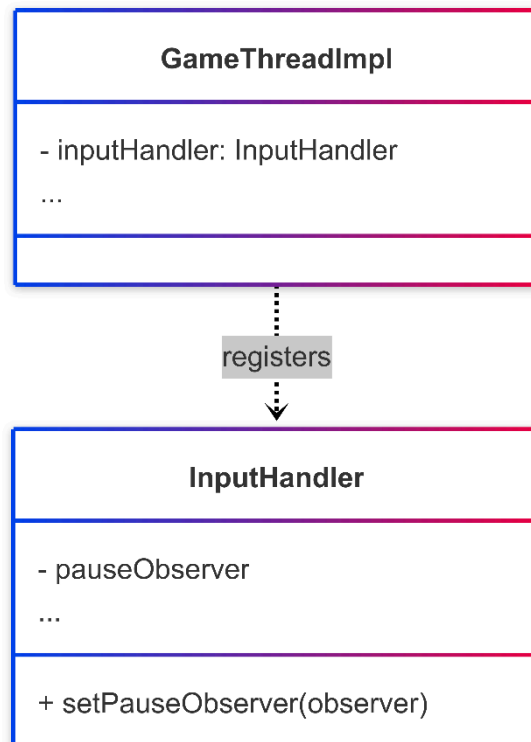 GameThreadImpl
- inputHandler: InputHandler
...
registers
InputHandler
- pauseObserver
...
+ setPauseObserver(observer)